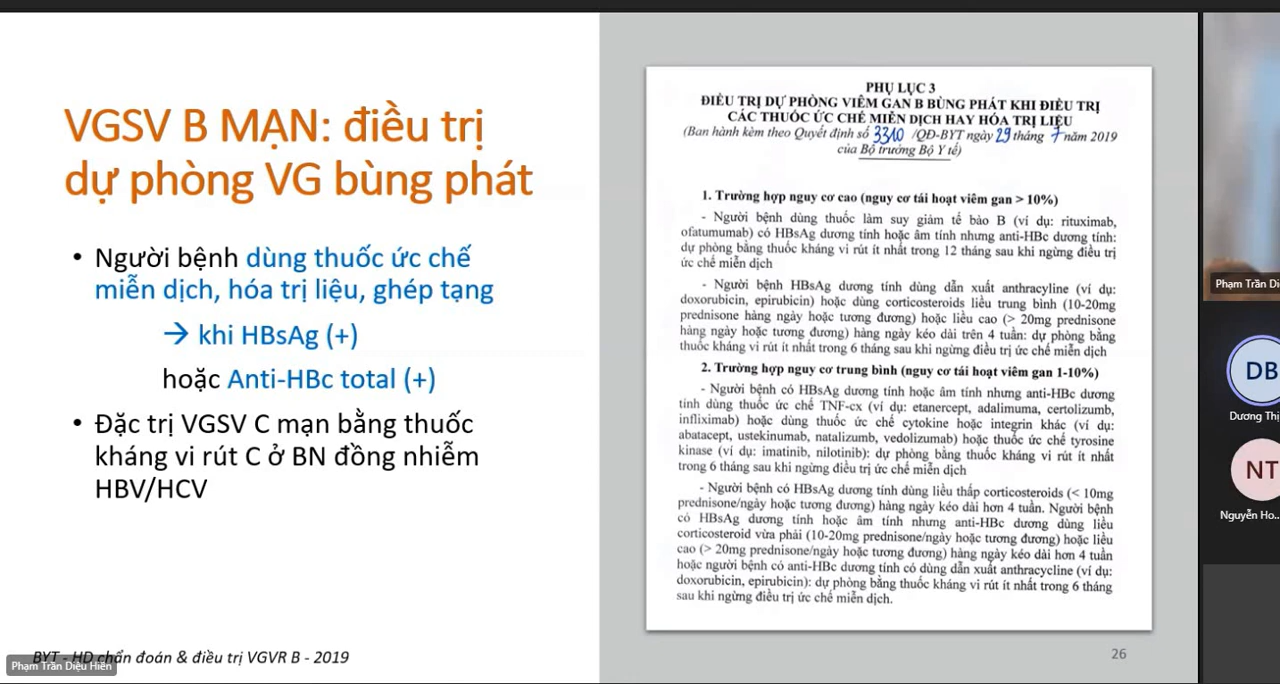 VGSV B MẠN: điều trị
dự phòng VG bùng phát
• Người bệnh dùng thuốc ức chế
miễn dịch, hóa trị liệu, ghép tạng
→ khi HBsAg (+)
hoặc Anti-HBc total (+)
• Đặc trị VGSV C mạn bằng thuốc
kháng vi rút C ở BN đồng nhiễm
HBV/HCV
BYT - HD chẩn đoán & điều trị VGVR B - 2019
Phạm Trần Diệu Hiền
PHỤ LỤC 3
ĐIỀU TRỊ DỰ PHÒNG VIÊM GAN B BÙNG PHÁT KHI ĐIỀU TRỊ
CÁC THUỐC ỨC CHẾ MIỄN DỊCH HAY HÓA TRỊ LIỆU
(Ban hành kèm theo Quyết định số 3310 /QĐ-BYT ngày 29 tháng 7 năm 2019
của Bộ trưởng Bộ Y tế)
1. Trường hợp nguy cơ cao (nguy cơ tái hoạt viêm gan > 10%)
- Người bệnh dùng thuốc làm suy giảm tế bào B (ví dụ: rituximab,
ofatumumab) có HBsAg dương tính hoặc âm tính nhưng anti-HBc dương tính:
dự phòng bằng thuốc kháng vi rút ít nhất trong 12 tháng sau khi ngừng điều trị
ức chế miễn dịch
- Người bệnh HBsAg dương tính dùng dẫn xuất anthracyline (ví dụ:
doxorubicin, epirubicin) hoặc dùng corticosteroids liều trung bình (10-20mg
prednisone hàng ngày hoặc tương đương) hoặc liều cao (> 20mg prednisone
hàng ngày hoặc tương đương) hàng ngày kéo dài trên 4 tuần: dự phòng bằng
thuốc kháng vi rút ít nhất trong 6 tháng sau khi ngừng điều trị ức chế miễn dịch
2. Trường hợp nguy cơ trung bình (nguy cơ tái hoạt viêm gan 1-10%)
- Người bệnh có HBsAg dương tính hoặc âm tính nhưng anti-HBc dương
tính dùng thuốc ức chế TNF-cx (ví dụ: etanercept, adalimuma, certolizumb,
infliximab) hoặc dùng thuốc ức chế cytokine hoặc integrin khác (ví dụ:
abatacept, ustekinumab, natalizumb, vedolizumab) hoặc thuốc ức chế tyrosine
kinase (ví dụ: imatinib, nilotinib): dự phòng bằng thuốc kháng vi rút ít nhất
trong 6 tháng sau khi ngừng điều trị ức chế miễn dịch
- Người bệnh có HBsAg dương tính dùng liều thấp corticosteroids (< 10mg
prednisone/ngày hoặc tương đương) hàng ngày kéo dài hơn 4 tuần. Người bệnh
có HBsAg dương tính hoặc âm tính nhưng anti-HBc dương dùng liều
corticosteroid vừa phải (10-20mg prednisone/ngày hoặc tương đương) hoặc liều
cao (> 20mg prednisone/ngày hoặc tương đương) hàng ngày kéo dài hơn 4 tuần
hoặc người bệnh có anti-HBc dương tính có dùng dẫn xuất anthracyline (ví dụ:
doxorubicin, epirubicin): dự phòng bằng thuốc kháng vi rút ít nhất trong 6 tháng
sau khi ngừng điều trị ức chế miễn dịch.
26
Phạm Trần Di
DB
Dương Thị
NT
Nguyễn Ho...